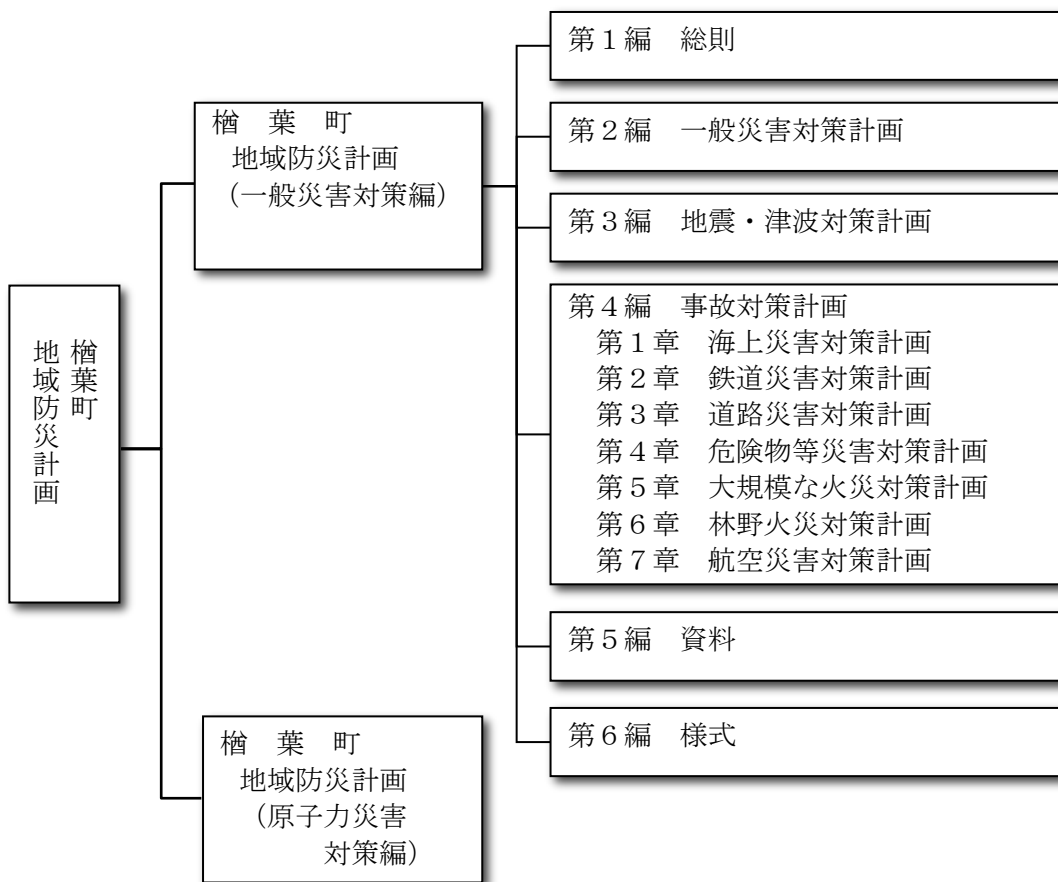 楢葉町
地域防災計画
楢　葉　町
地域防災計画
（一般災害対策編）
楢　葉　町
地域防災計画
（原子力災害
対策編）
第１編　総則
第２編　一般災害対策計画
第３編　地震・津波対策計画
第４編　事故対策計画
第１章　海上災害対策計画
第２章　鉄道災害対策計画
第３章　道路災害対策計画
第４章　危険物等災害対策計画
第５章　大規模な火災対策計画
第６章　林野火災対策計画
第７章　航空災害対策計画
第５編　資料
第６編　様式